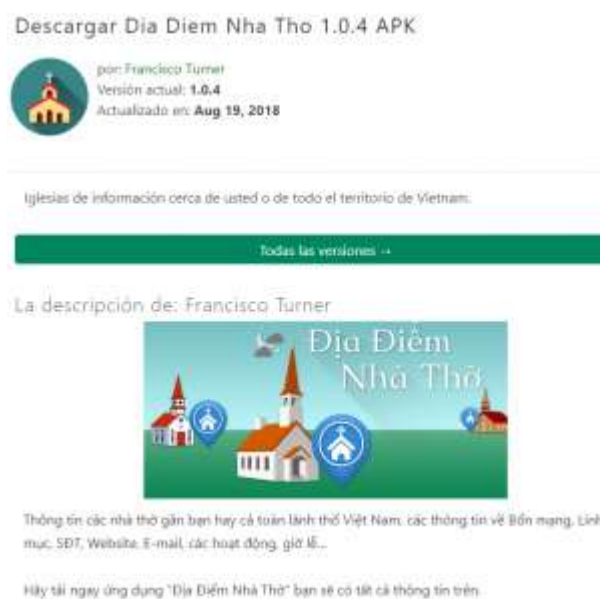 Descargar Dia Diem Nha Tho 1.0.4 APK
por: Francisco Turner
Versión actual: 1.0.4
Actualizado en: Aug 19, 2018
Iglesias de información cerca de usted o de todo el territorio de Vietnam.
Todas las versiones →
La descripción de: Francisco Turner
Địa Điểm
Nhà Thờ
Thông tin các nhà thờ gần bạn hay cả toàn lãnh thổ Việt Nam, các thông tin về Bổn mạng, Linh
mục, SĐT, Website, E-mail, các hoạt động, giờ lễ...
Hãy tải ngay ứng dụng "Địa Điểm Nhà Thờ" bạn sẽ có tất cả thông tin trên.